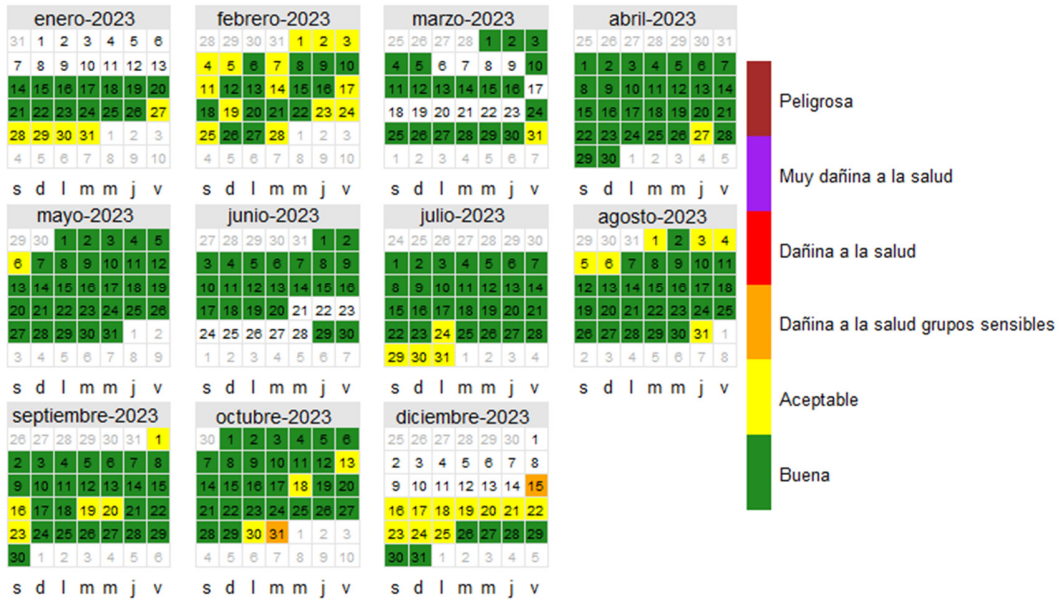 enero-2023
31 1 2 3 4 5 6
7 8 9 10 11 12 13
14 15 16 17 18 19 20
21 22 23 24 25 26 27
28 29 30 31 1 2 3
4 5 6 7 8 9 10
s d l m m j v
febrero-2023
28 29 30 31 1 2 3
4 5 6 7 8 9 10
11 12 13 14 15 16 17
18 19 20 21 22 23 24
25 26 27 28 1 2 3
4 5 6 7 8 9 10
s d l m m j v
marzo-2023
25 26 27 28 1 2 3
4 5 6 7 8 9 10
11 12 13 14 15 16 17
18 19 20 21 22 23 24
25 26 27 28 29 30 31
1 2 3 4 5 6 7
s d l m m j v
abril-2023
25 26 27 28 29 30 31
1 2 3 4 5 6 7
8 9 10 11 12 13 14
15 16 17 18 19 20 21
22 23 24 25 26 27 28
29 30 1 2 3 4 5
s d l m m j v
mayo-2023
29 30 1 2 3 4 5
6 7 8 9 10 11 12
13 14 15 16 17 18 19
20 21 22 23 24 25 26
27 28 29 30 31 1 2
3 4 5 6 7 8 9
s d l m m j v
junio-2023
27 28 29 30 31 1 2
3 4 5 6 7 8 9
10 11 12 13 14 15 16
17 18 19 20 21 22 23
24 25 26 27 28 29 30
1 2 3 4 5 6 7
s d l m m j v
julio-2023
24 25 26 27 28 29 30
1 2 3 4 5 6 7
8 9 10 11 12 13 14
15 16 17 18 19 20 21
22 23 24 25 26 27 28
29 30 31 1 2 3 4
s d l m m j v
agosto-2023
29 30 31 1 2 3 4
5 6 7 8 9 10 11
12 13 14 15 16 17 18
19 20 21 22 23 24 25
26 27 28 29 30 31 1
2 3 4 5 6 7 8
s d l m m j v
septiembre-2023
26 27 28 29 30 31 1
2 3 4 5 6 7 8
9 10 11 12 13 14 15
16 17 18 19 20 21 22
23 24 25 26 27 28 29
30 1 2 3 4 5 6
s d l m m j v
octubre-2023
30 1 2 3 4 5 6
7 8 9 10 11 12 13
14 15 16 17 18 19 20
21 22 23 24 25 26 27
28 29 30 31 1 2 3
4 5 6 7 8 9 10
s d l m m j v
diciembre-2023
25 26 27 28 29 30 1
2 3 4 5 6 7 8
9 10 11 12 13 14 15
16 17 18 19 20 21 22
23 24 25 26 27 28 29
30 31 1 2 3 4 5
s d l m m j v
Peligrosa
Muy dañina a la salud
Dañina a la salud
Dañina a la salud grupos sensibles
Aceptable
Buena